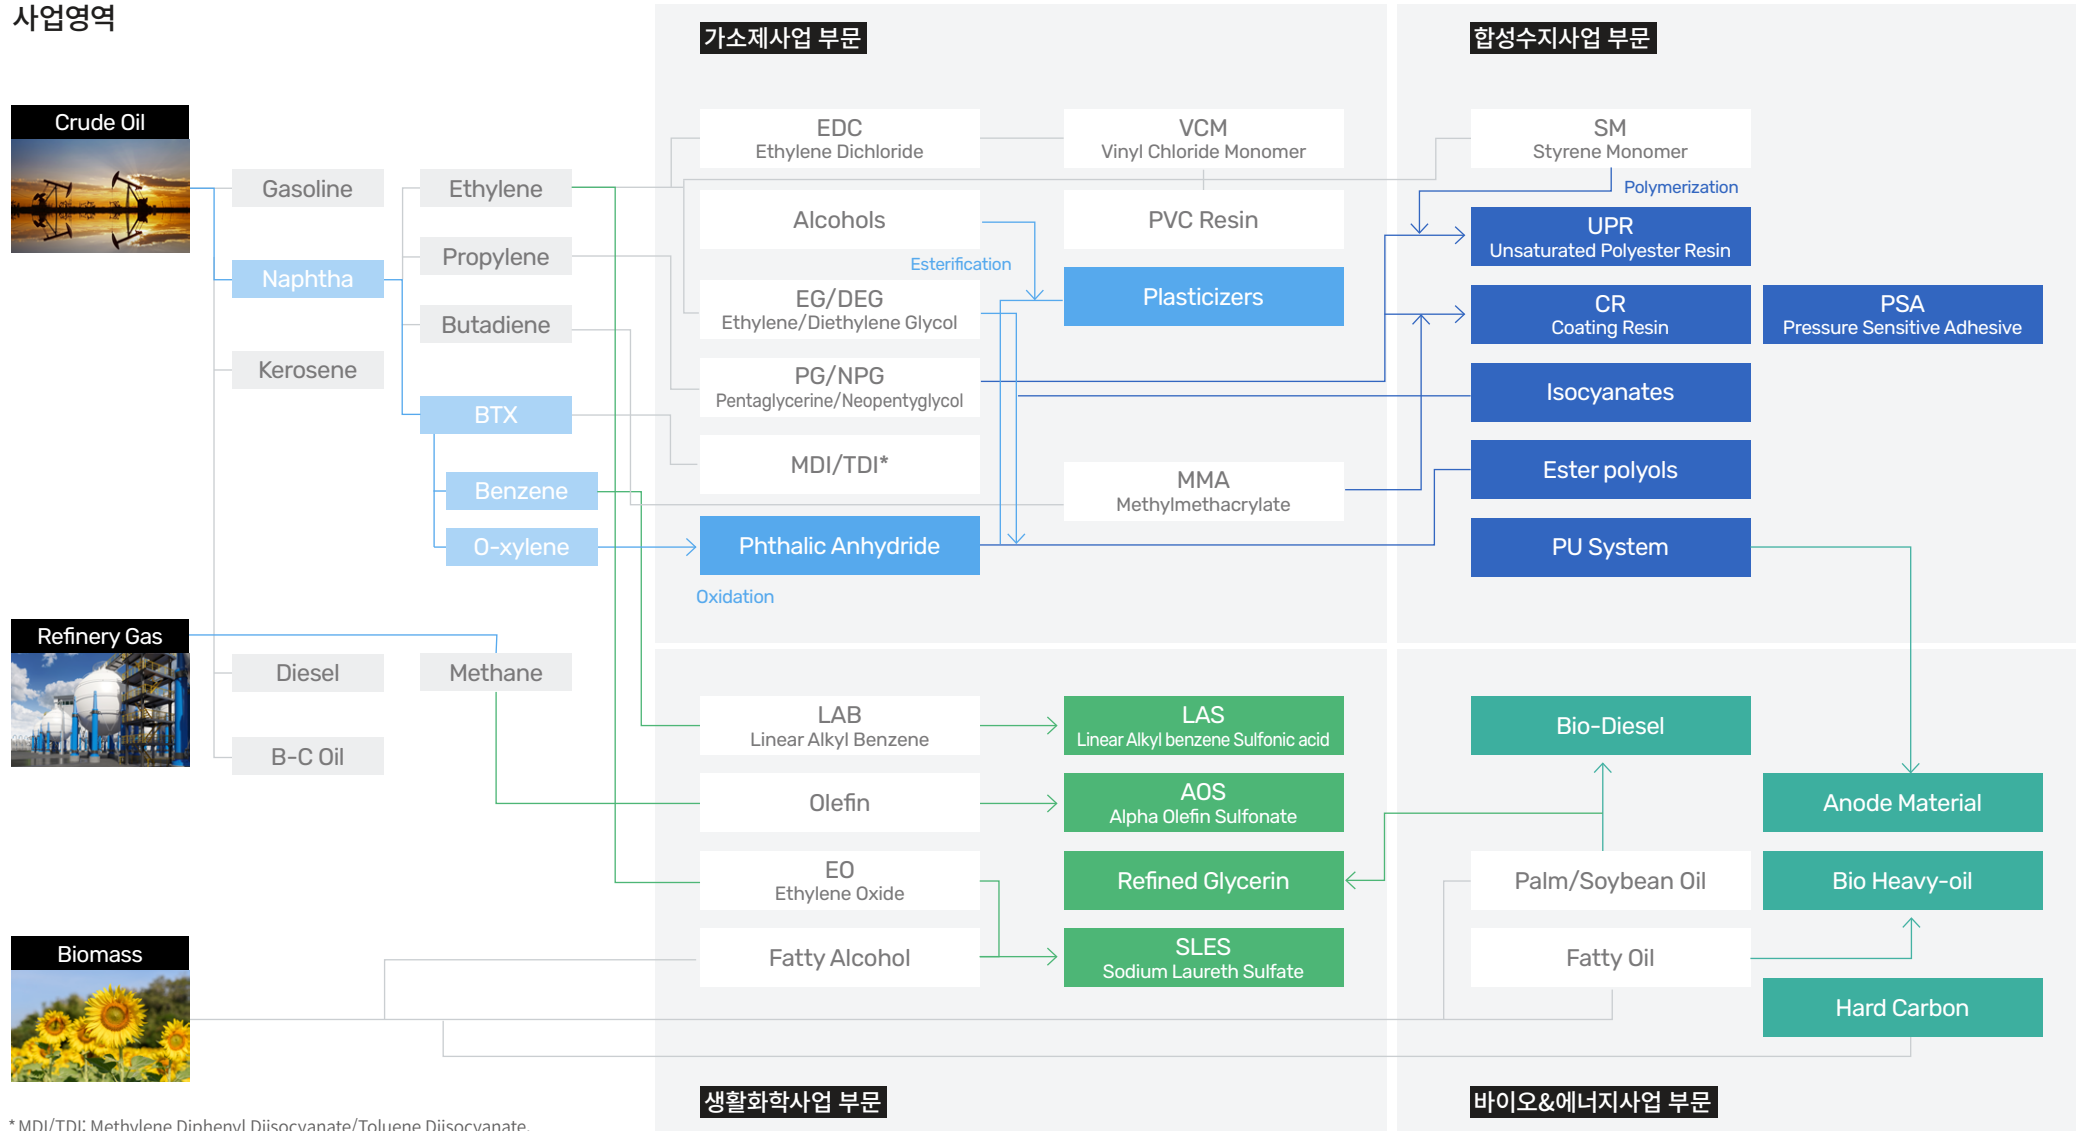 사업영역
가소제사업 부문
합성수지사업 부문
Crude Oil
Gasoline
Naphtha
Kerosene
Ethylene
Propylene
Butadiene
BTX
Benzene
O-xylene
EDC
Ethylene Dichloride
VCM
Vinyl Chloride Monomer
Alcohols
PVC Resin
Esterification
EG/DEG
Ethylene/Diethylene Glycol
Plasticizers
PG/NPG
Pentaglycerine/Neopentyglycol
MDI/TDI*
MMA
Methylmethacrylate
Phthalic Anhydride
Oxidation
SM
Styrene Monomer
Polymerization
UPR
Unsaturated Polyester Resin
CR
Coating Resin
PSA
Pressure Sensitive Adhesive
Isocyanates
Ester polyols
PU System
Refinery Gas
Diesel
Methane
B-C Oil
LAB
Linear Alkyl Benzene
LAS
Linear Alkyl benzene Sulfonic acid
Olefin
AOS
Alpha Olefin Sulfonate
EO
Ethylene Oxide
Refined Glycerin
Fatty Alcohol
SLES
Sodium Laureth Sulfate
Bio-Diesel
Anode Material
Palm/Soybean Oil
Bio Heavy-oil
Fatty Oil
Hard Carbon
Biomass
생활화학사업 부문
바이오&에너지사업 부문
* MDI/TDI: Methylene Diphenyl Diisocyanate/Toluene Diisocyanate.